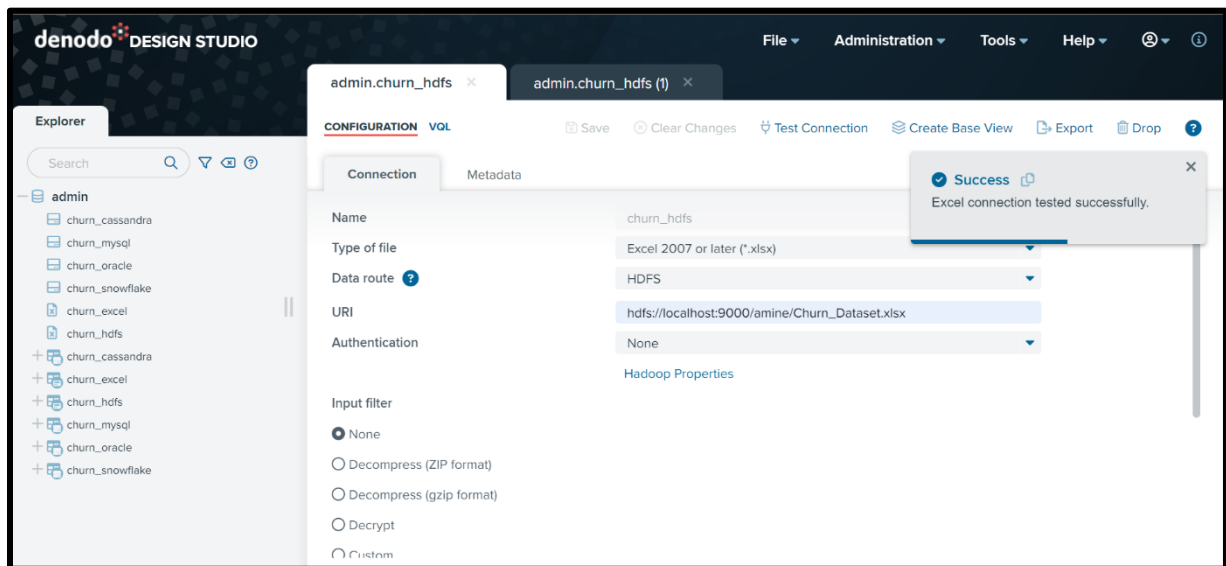 denodo DESIGN STUDIO
File Administration Tools Help
admin.churn_hdfs
admin.churn_hdfs (1)
Explorer
CONFIGURATION VQL
Save Clear Changes Test Connection Create Base View Export Drop
Search
Connection Metadata
Success
Excel connection tested successfully.
admin
churn_cassandra
churn_mysql
churn_oracle
churn_snowflake
churn_excel
churn_hdfs
churn_cassandra
churn_excel
churn_hdfs
churn_mysql
churn_oracle
churn_snowflake
Name churn_hdfs
Type of file Excel 2007 or later (*.xlsx)
Data route HDFS
URI hdfs://localhost:9000/amine/Churn_Dataset.xlsx
Authentication None
Hadoop Properties
Input filter
None
Decompress (ZIP format)
Decompress (gzip format)
Decrypt
Custom